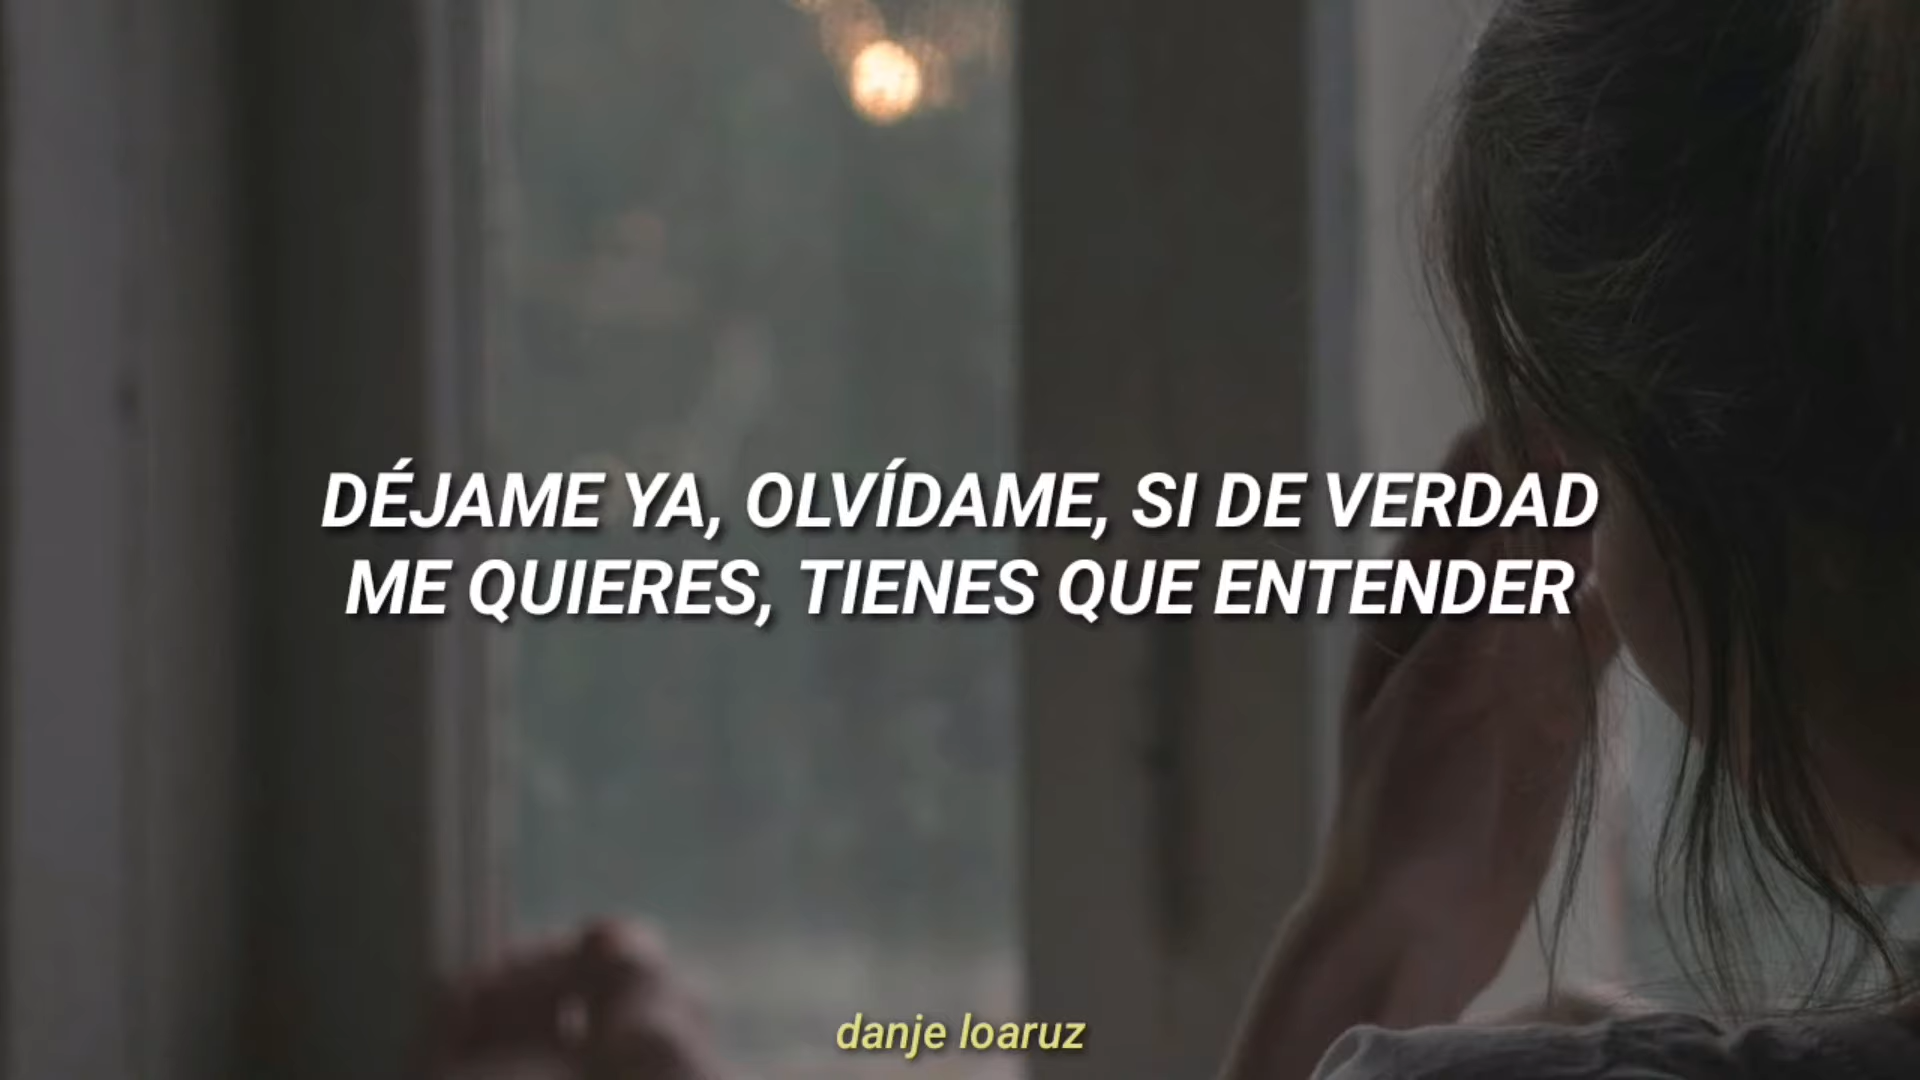 DÉJAME YA, OLVÍDAME, SI DE VERDAD
ME QUIERES, TIENES QUE ENTENDER
danje loaruz